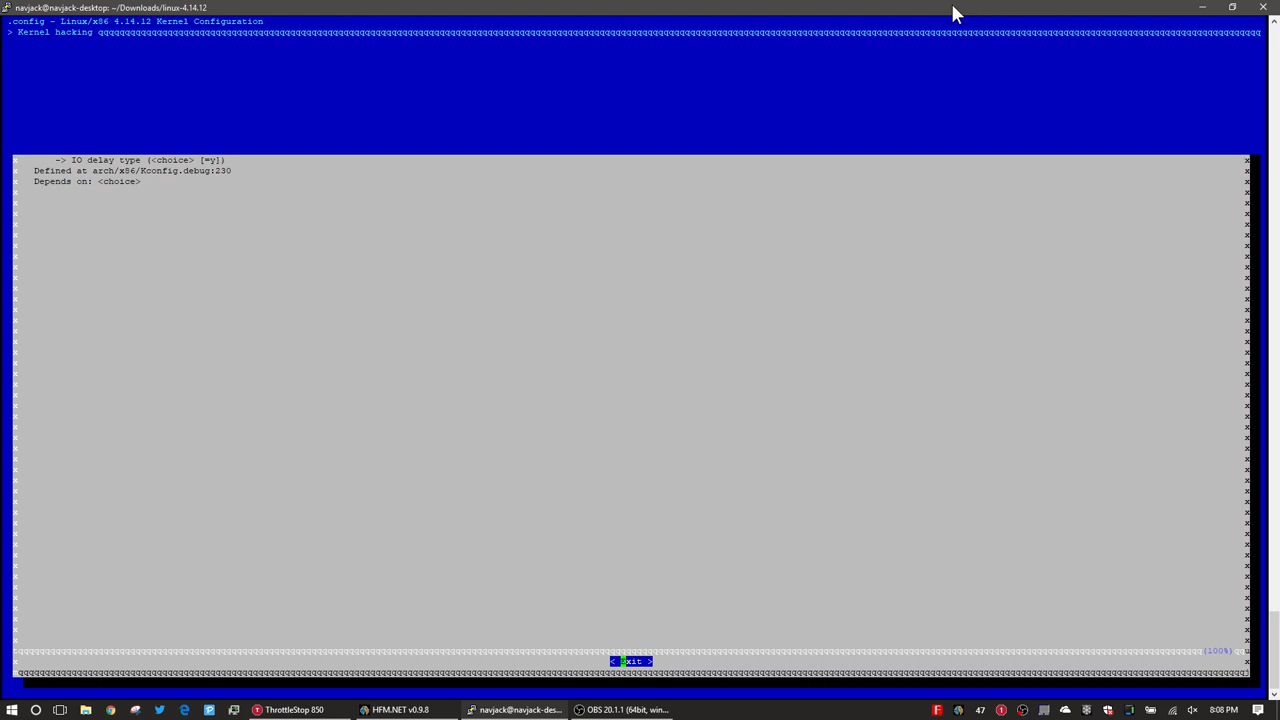 navjack@navjack-desktop: ~/Downloads/linux-4.14.12
.config - Linux/x86 4.14.12 Kernel Configuration
> Kernel hacking
-> IO delay type (<choice> [=y])
Defined at arch/x86/Kconfig.debug:230
Depends on: <choice>
(100%)
< Exit >
ThrottleStop 850
HFM.NET v0.9.8
navjack@navjack-des...
OBS 20.1.1 (64bit, win...
47
8:08 PM